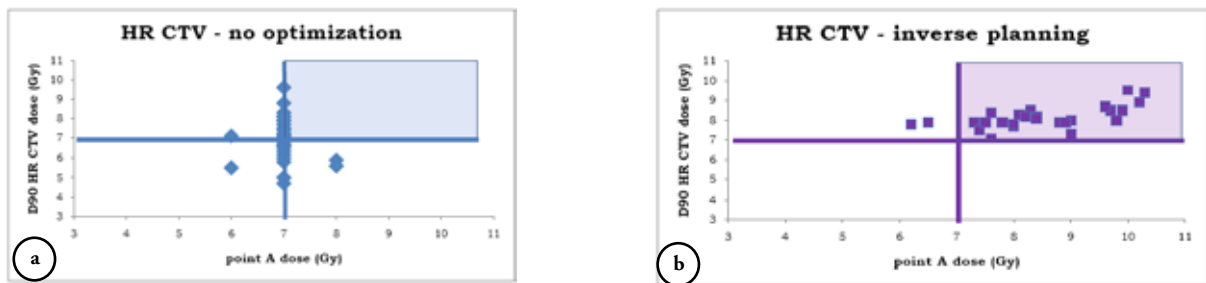 HR CTV - no optimization
D90 HR CTV dose (Gy)
11
10
9
8
7
6
5
4
3
3 4 5 6 7 8 9 10 11
point A dose (Gy)
a
HR CTV - inverse planning
D90 HR CTV dose (Gy)
11
10
9
8
7
6
5
4
3
3 4 5 6 7 8 9 10 11
point A dose (Gy)
b